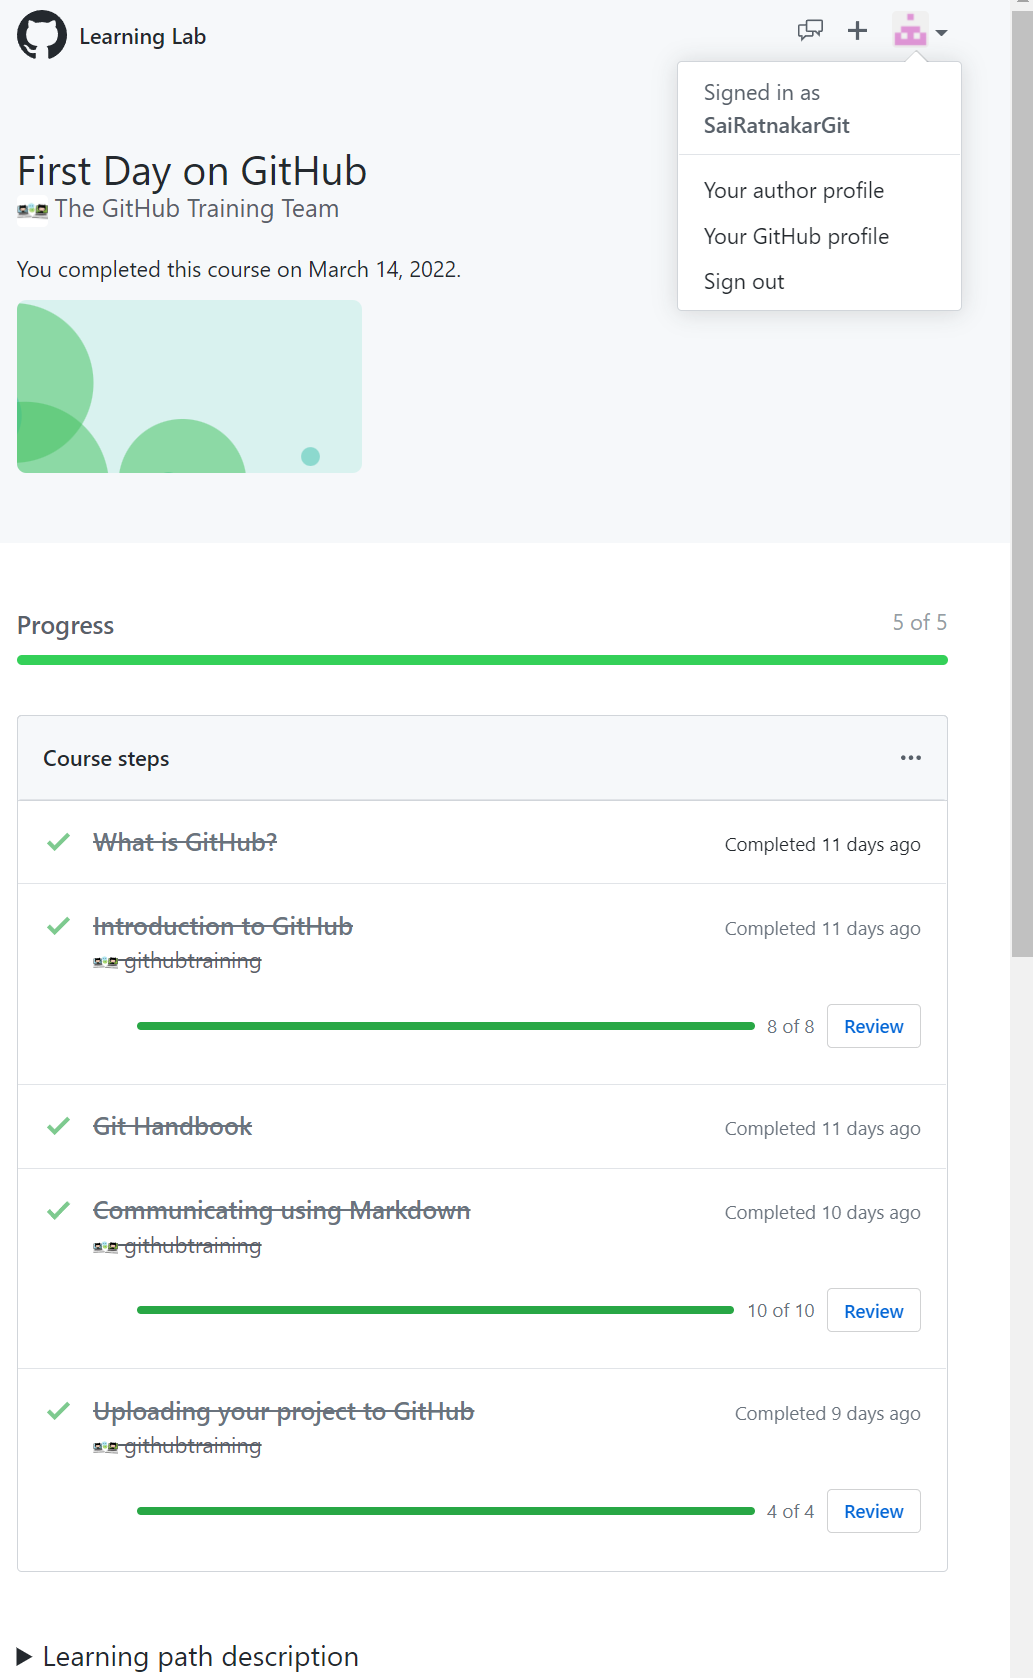 Learning Lab
Signed in as
SaiRatnakarGit
Your author profile
Your GitHub profile
Sign out
First Day on GitHub
The GitHub Training Team
You completed this course on March 14, 2022.
Progress
5 of 5
Course steps
What is GitHub?
Completed 11 days ago
Introduction to GitHub
Completed 11 days ago
githubtraining
8 of 8
Review
Git Handbook
Completed 11 days ago
Communicating using Markdown
Completed 10 days ago
githubtraining
10 of 10
Review
Uploading your project to GitHub
Completed 9 days ago
githubtraining
4 of 4
Review
Learning path description